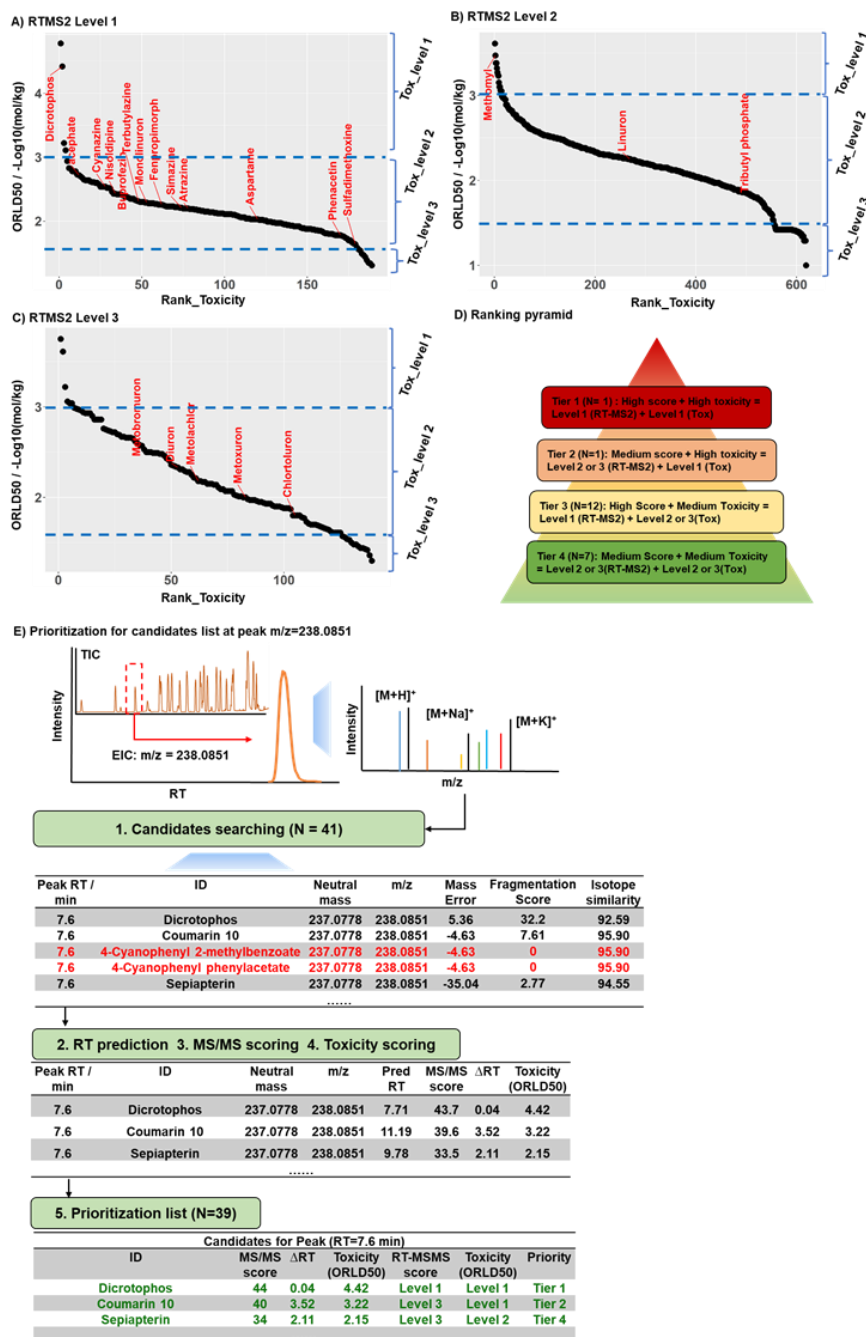 A) RTMS2 Level 1
ORLD50 / -Log10(mol/kg)
4
3
2
0
50
100
150
Rank_Toxicity
Dicrotophos
acephate
Cyanazine
Nisoldipine
Buprofezin
Terbutylazine
Monolinuron
Fenpropimorph
Simazine
Atrazine
Aspartame
Phenacetin
Sulfadimethoxine
Tox_level 1
Tox_level 2
Tox_level 3
B) RTMS2 Level 2
ORLD50 / -Log10(mol/kg)
3
2
1
0
200
400
600
Rank_Toxicity
Methomyl
Linuron
Tributyl phosphate
Tox_level 1
Tox_level 2
Tox_level 3
C) RTMS2 Level 3
ORLD50 / -Log10(mol/kg)
3
2
0
50
100
Rank_Toxicity
Metobromuron
Diuron
Metolachlor
Metoxuron
Chlortoluron
Tox_level 1
Tox_level 2
Tox_level 3
D) Ranking pyramid
Tier 1 (N= 1) : High score + High toxicity =
Level 1 (RT-MS2) + Level 1 (Tox)
Tier 2 (N=1): Medium score + High toxicity =
Level 2 or 3 (RT-MS2) + Level 1 (Tox)
Tier 3 (N=12): High Score + Medium Toxicity =
Level 1 (RT-MS2) + Level 2 or 3(Tox)
Tier 4 (N=7): Medium Score + Medium Toxicity
= Level 2 or 3(RT-MS2) + Level 2 or 3(Tox)
E) Prioritization for candidates list at peak m/z=238.0851
TIC
Intensity
EIC: m/z = 238.0851
RT
Intensity
[M+H]⁺
[M+Na]⁺
[M+K]⁺
m/z
1. Candidates searching (N = 41)
Peak RT / min ID Neutral mass m/z Mass Error Fragmentation Score Isotope similarity
7.6 Dicrotophos 237.0778 238.0851 5.36 32.2 92.59
7.6 Coumarin 10 237.0778 238.0851 -4.63 7.61 95.90
7.6 4-Cyanophenyl 2-methylbenzoate 237.0778 238.0851 -4.63 0 95.90
7.6 4-Cyanophenyl phenylacetate 237.0778 238.0851 -4.63 0 95.90
7.6 Sepiapterin 237.0778 238.0851 -35.04 2.77 94.55
......
2. RT prediction 3. MS/MS scoring 4. Toxicity scoring
Peak RT / min ID Neutral mass m/z Pred RT MS/MS score ΔRT Toxicity (ORLD50)
7.6 Dicrotophos 237.0778 238.0851 7.71 43.7 0.04 4.42
7.6 Coumarin 10 237.0778 238.0851 11.19 39.6 3.52 3.22
7.6 Sepiapterin 237.0778 238.0851 9.78 33.5 2.11 2.15
......
5. Prioritization list (N=39)
Candidates for Peak (RT=7.6 min)
ID MS/MS score ΔRT Toxicity (ORLD50) RT-MSMS score Toxicity (ORLD50) Priority
Dicrotophos 44 0.04 4.42 Level 1 Level 1 Tier 1
Coumarin 10 40 3.52 3.22 Level 3 Level 1 Tier 2
Sepiapterin 34 2.11 2.15 Level 3 Level 2 Tier 4